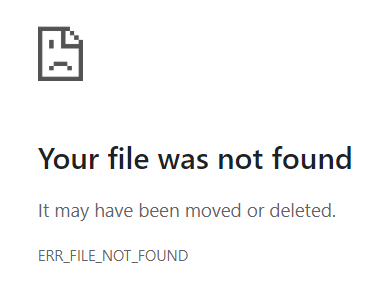 Your file was not found
It may have been moved or deleted.
ERR_FILE_NOT_FOUND